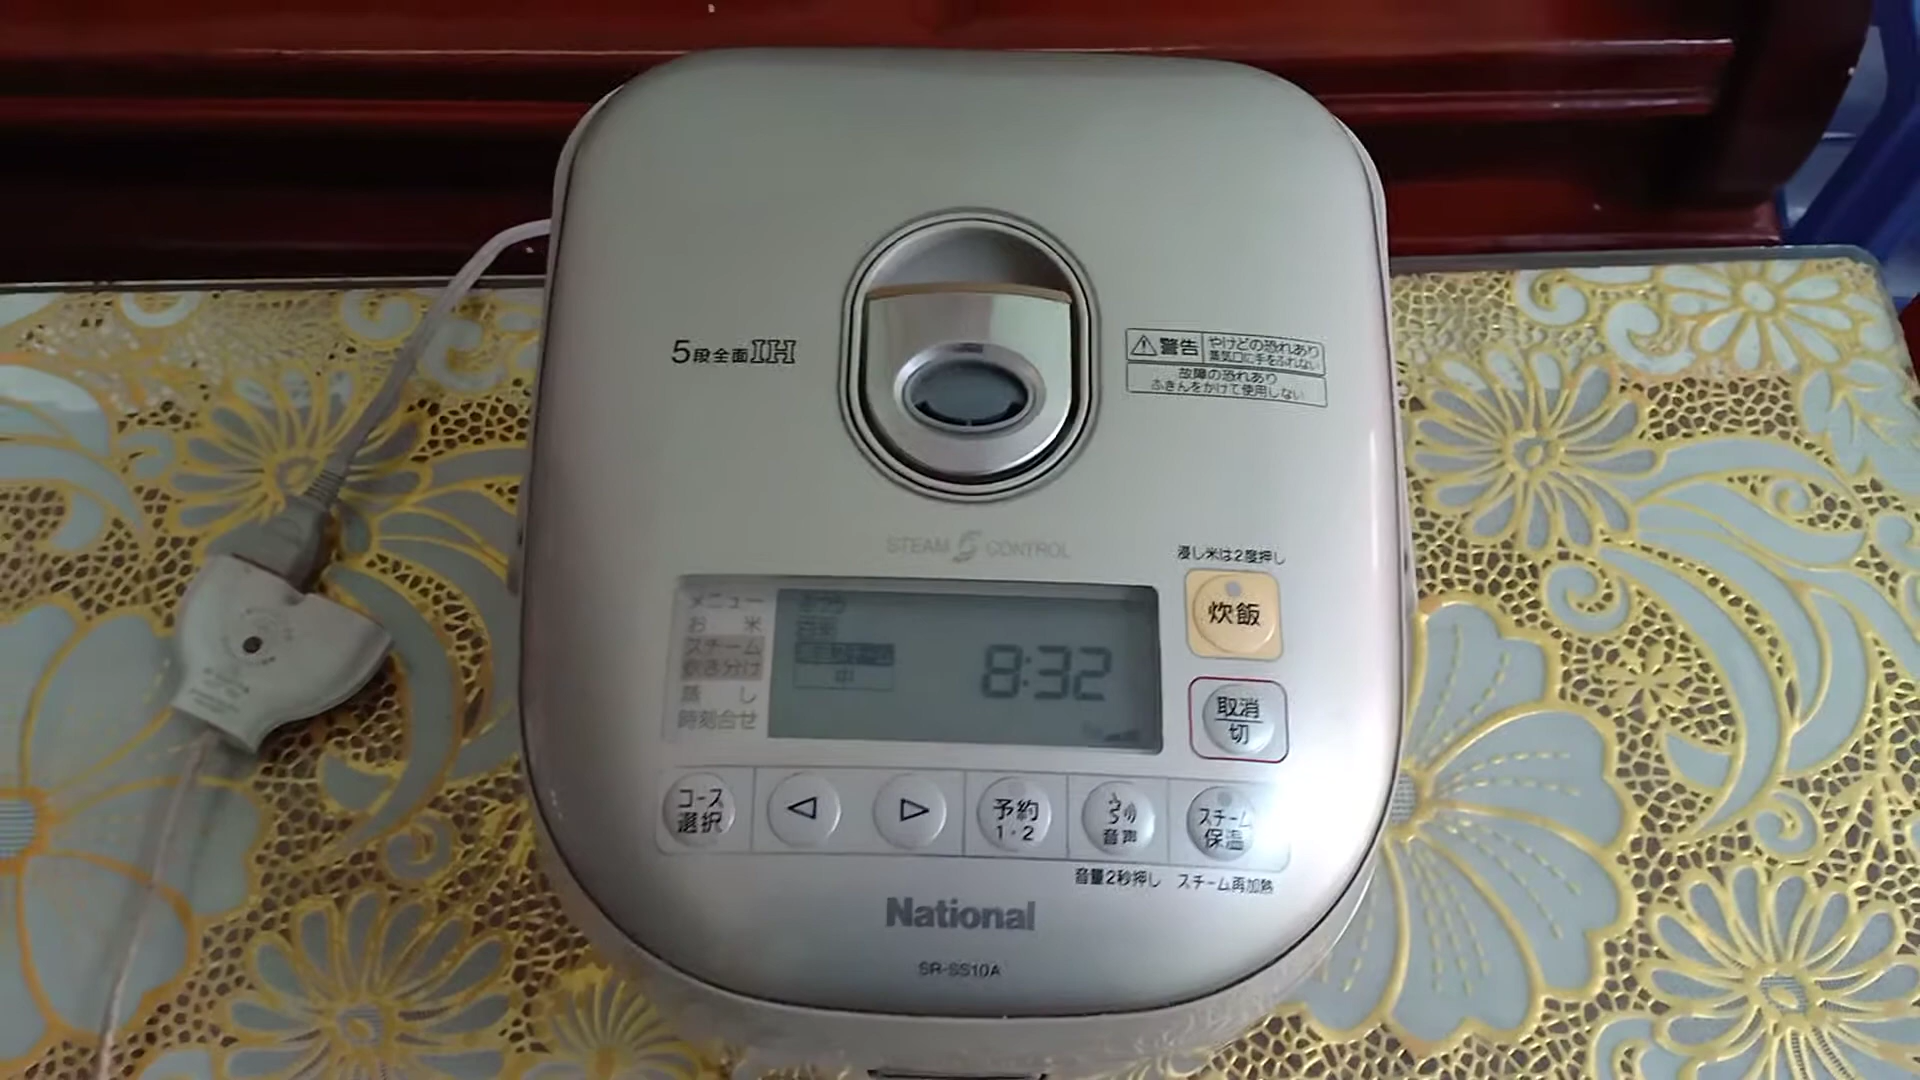 5段全面IH
警告
やけどの恐れあり
蒸気口に手をふれない
故障の恐れあり
ふきんをかけて使用しない
STEAM S CONTROL
浸し米は2度押し
メニュー
お 米
スチーム
炊き分け
蒸 し
時刻合せ
中
8:32
炊飯
取消
切
コース
選択
予約
1・2
音声
スチーム
保温
音量2秒押し
スチーム再加熱
National
SR-SS10A